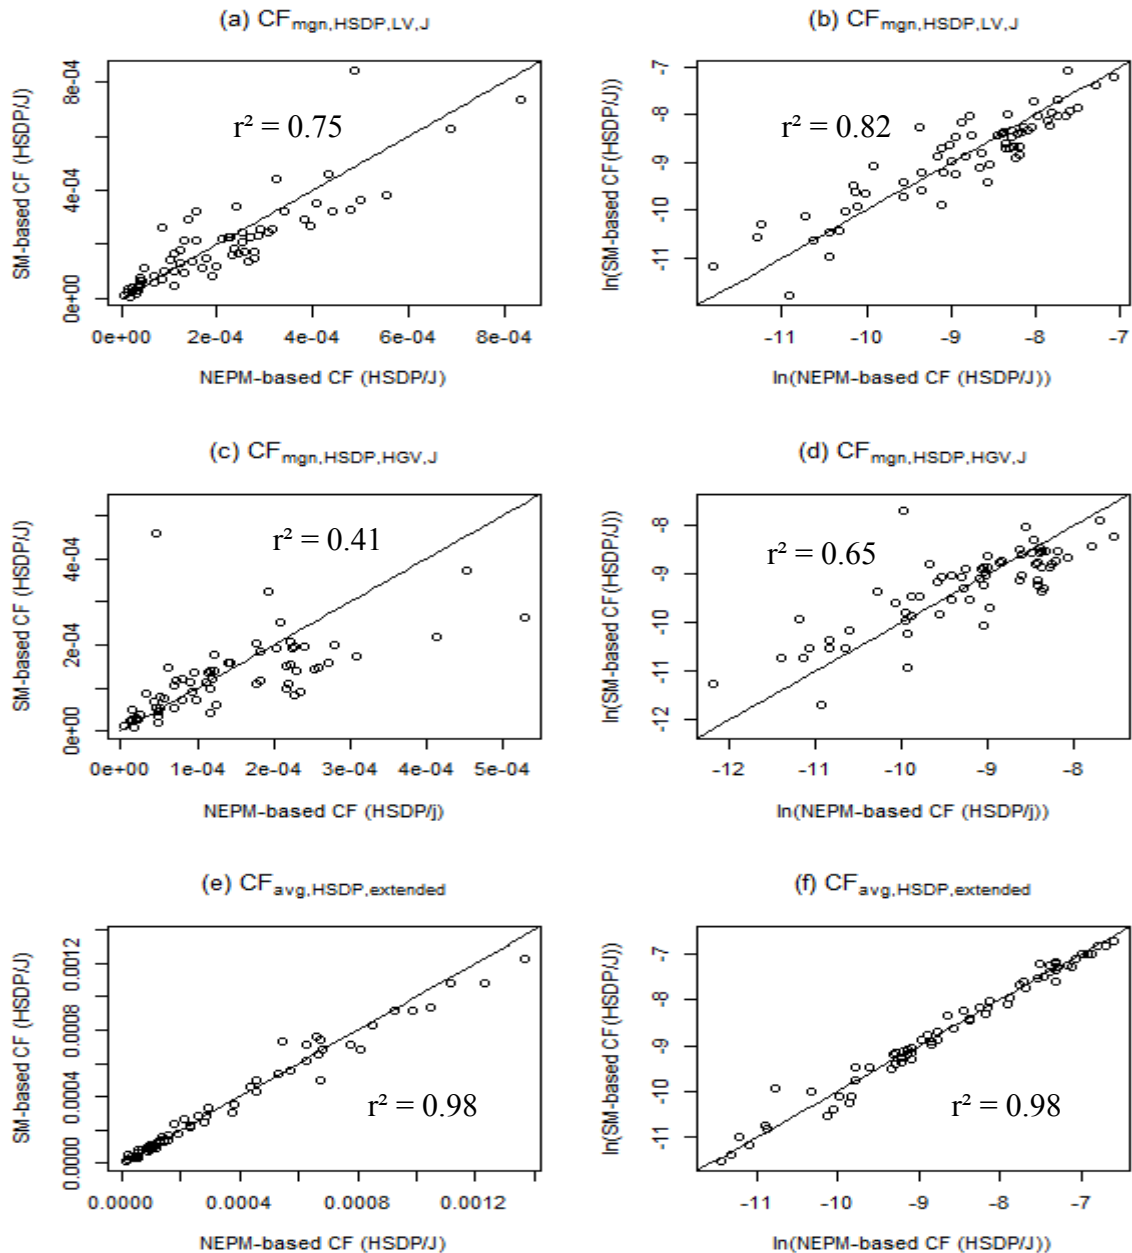 (a) CFmgn,HSDP,LV,J
SM-based CF (HSDP/J)
8e-04
4e-04
0e+00
r² = 0.75
0e+00 2e-04 4e-04 6e-04 8e-04
NEPM-based CF (HSDP/J)
(b) CFmgn,HSDP,LV,J
ln(SM-based CF(HSDP/J))
-7
-8
-9
-10
-11
r² = 0.82
-11 -10 -9 -8 -7
ln(NEPM-based CF (HSDP/J))
(c) CFmgn,HSDP,HGV,J
SM-based CF (HSDP/J)
4e-04
2e-04
0e+00
r² = 0.41
0e+00 1e-04 2e-04 3e-04 4e-04 5e-04
NEPM-based CF (HSDP/j)
(d) CFmgn,HSDP,HGV,J
ln(SM-based CF(HSDP/J))
-8
-9
-10
-11
-12
r² = 0.65
-12 -11 -10 -9 -8
ln(NEPM-based CF (HSDP/j))
(e) CFavg,HSDP,extended
SM-based CF (HSDP/J)
0.0012
0.0008
0.0004
0.0000
r² = 0.98
0.0000 0.0004 0.0008 0.0012
NEPM-based CF (HSDP/J)
(f) CFavg,HSDP,extended
ln(SM-based CF(HSDP/J))
-7
-8
-9
-10
-11
r² = 0.98
-11 -10 -9 -8 -7
ln(NEPM-based CF (HSDP/J))